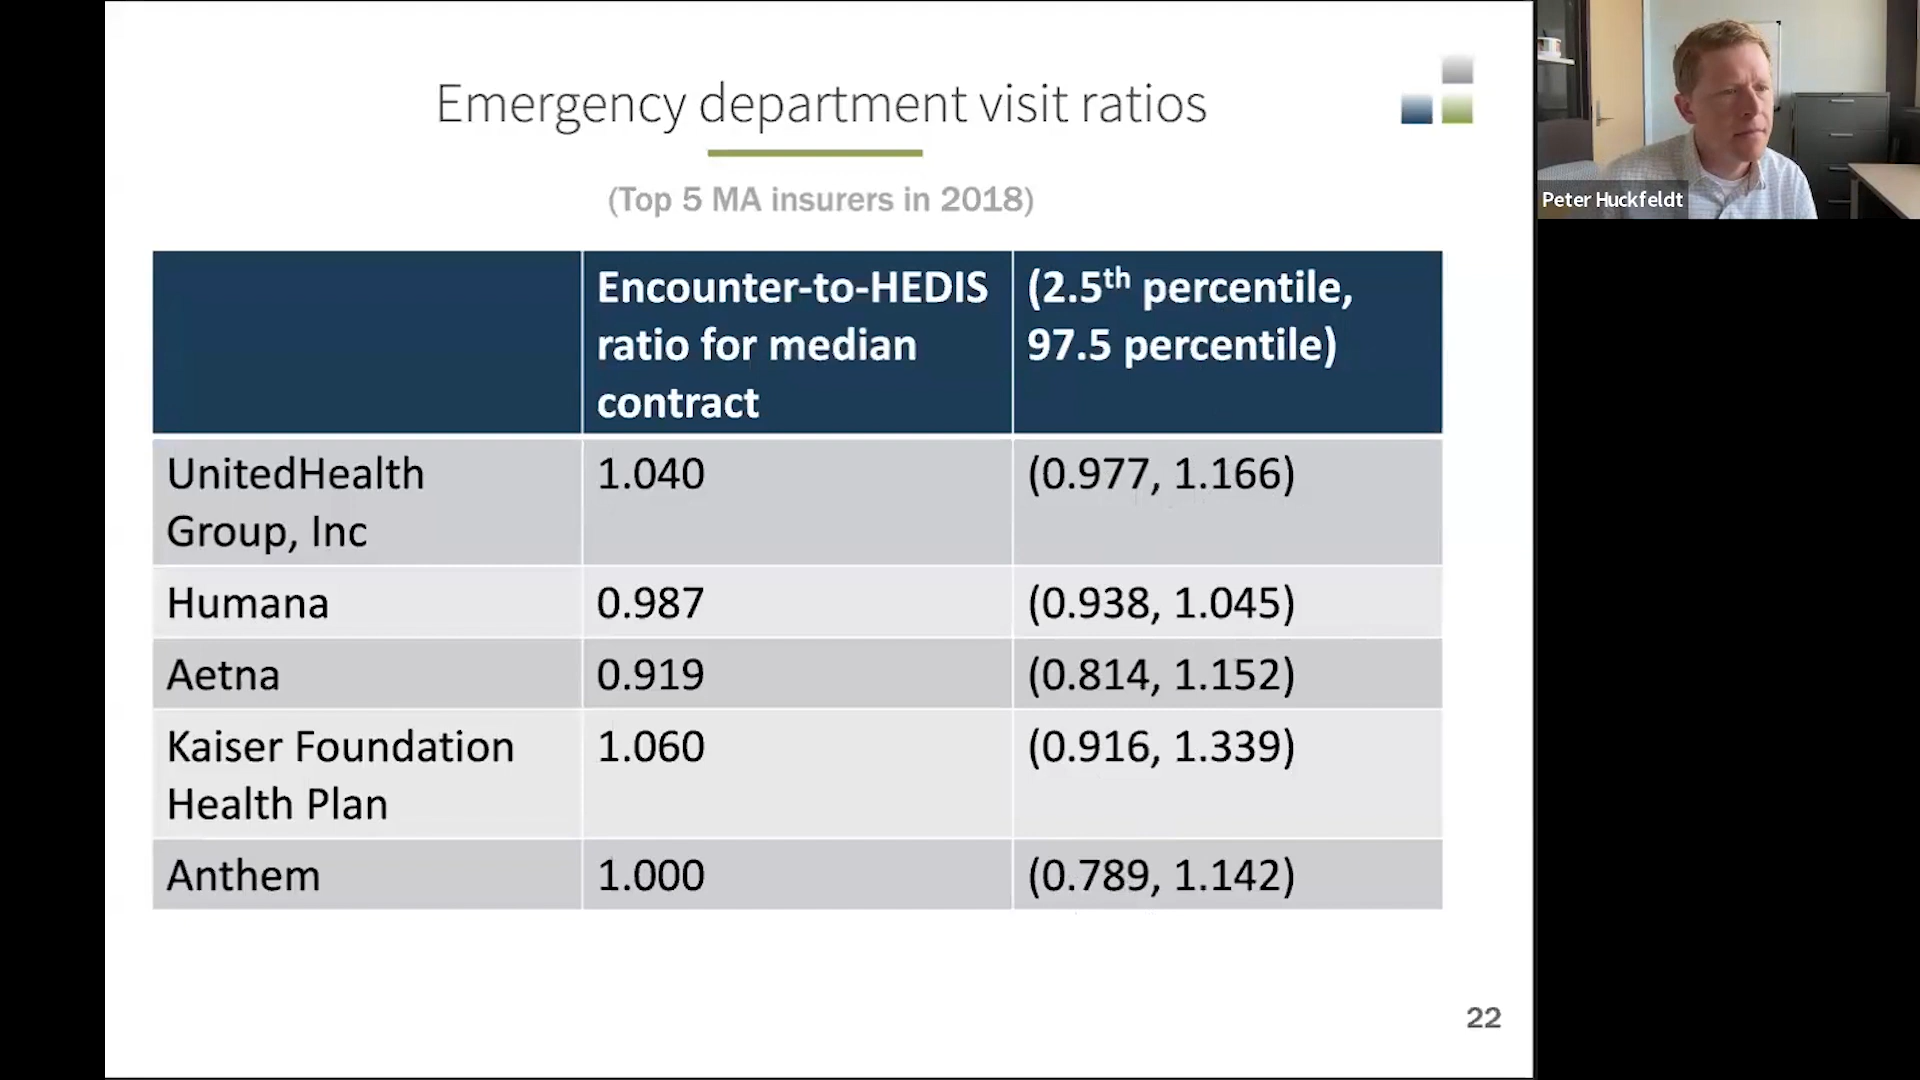 Emergency department visit ratios
(Top 5 MA insurers in 2018)
Encounter-to-HEDIS
ratio for median
contract
(2.5th percentile,
97.5 percentile)
UnitedHealth
Group, Inc
1.040
(0.977, 1.166)
Humana
0.987
(0.938, 1.045)
Aetna
0.919
(0.814, 1.152)
Kaiser Foundation
Health Plan
1.060
(0.916, 1.339)
Anthem
1.000
(0.789, 1.142)
22
Peter Huckfeldt